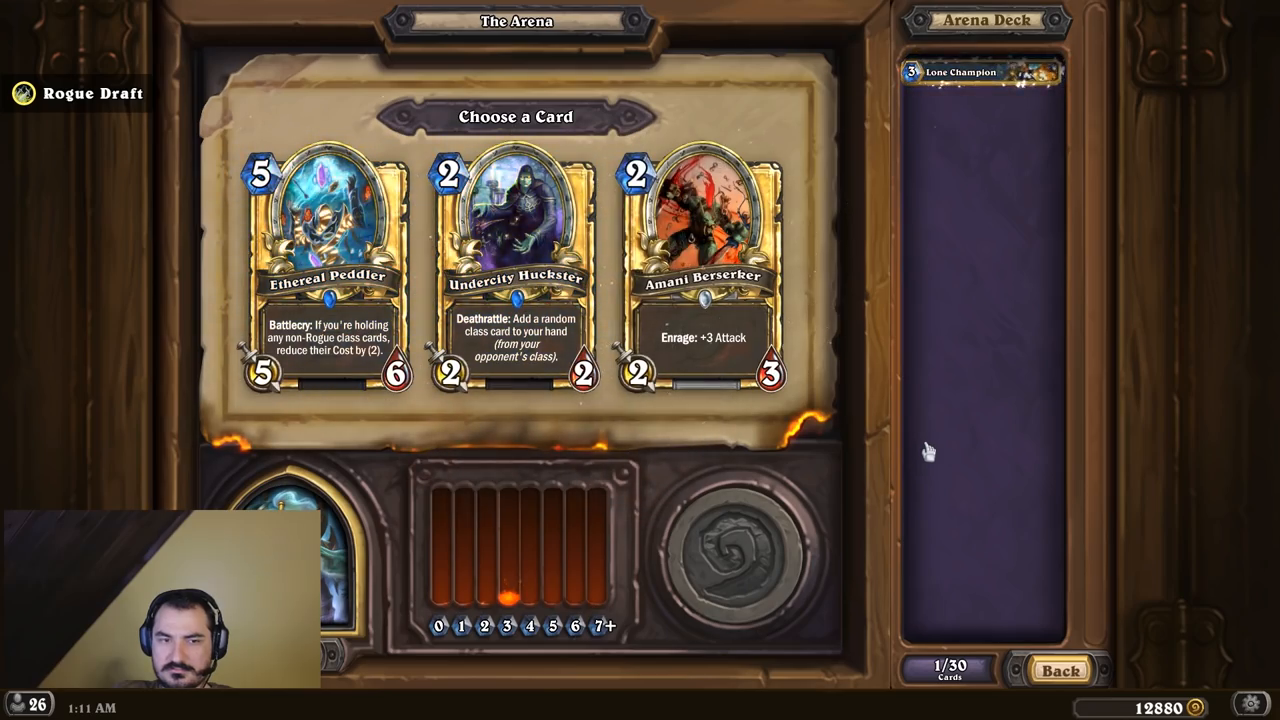 The Arena
Arena Deck
3 Lone Champion
Rogue Draft
Choose a Card
5
Ethereal Peddler
Battlecry: If you're holding
any non-Rogue class cards,
reduce their Cost by (2).
5 6
2
Undercity Huckster
Deathrattle: Add a random
class card to your hand
(from your
opponent's class).
2 2
2
Amani Berserker
Enrage: +3 Attack
2 3
0 1 2 3 4 5 6 7+
1/30
Cards
Back
26
1:11 AM
12880